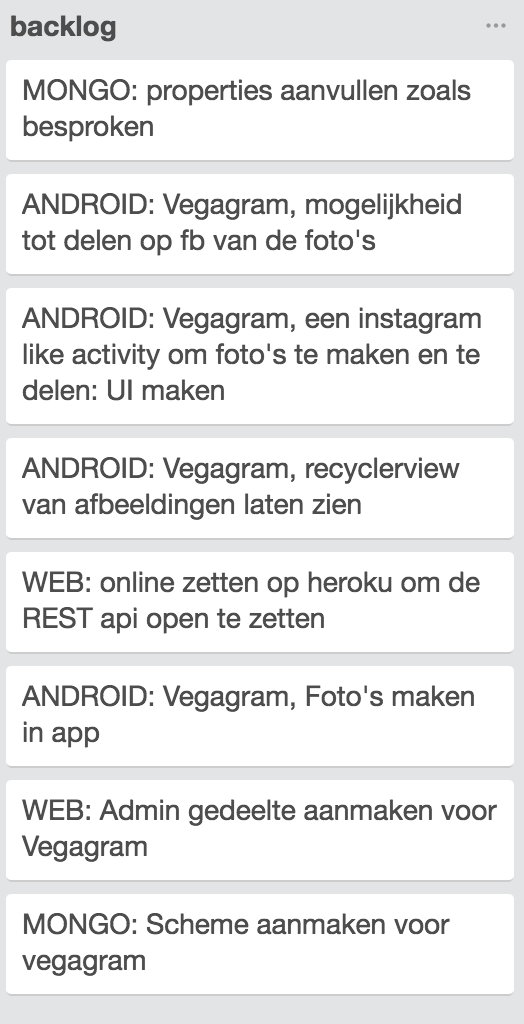 backlog
MONGO: properties aanvullen zoals
besproken
ANDROID: Vegagram, mogelijkheid
tot delen op fb van de foto's
ANDROID: Vegagram, een instagram
like activity om foto's te maken en te
delen: UI maken
ANDROID: Vegagram, recyclerview
van afbeeldingen laten zien
WEB: online zetten op heroku om de
REST api open te zetten
ANDROID: Vegagram, Foto's maken
in app
WEB: Admin gedeelte aanmaken voor
Vegagram
MONGO: Scheme aanmaken voor
vegagram